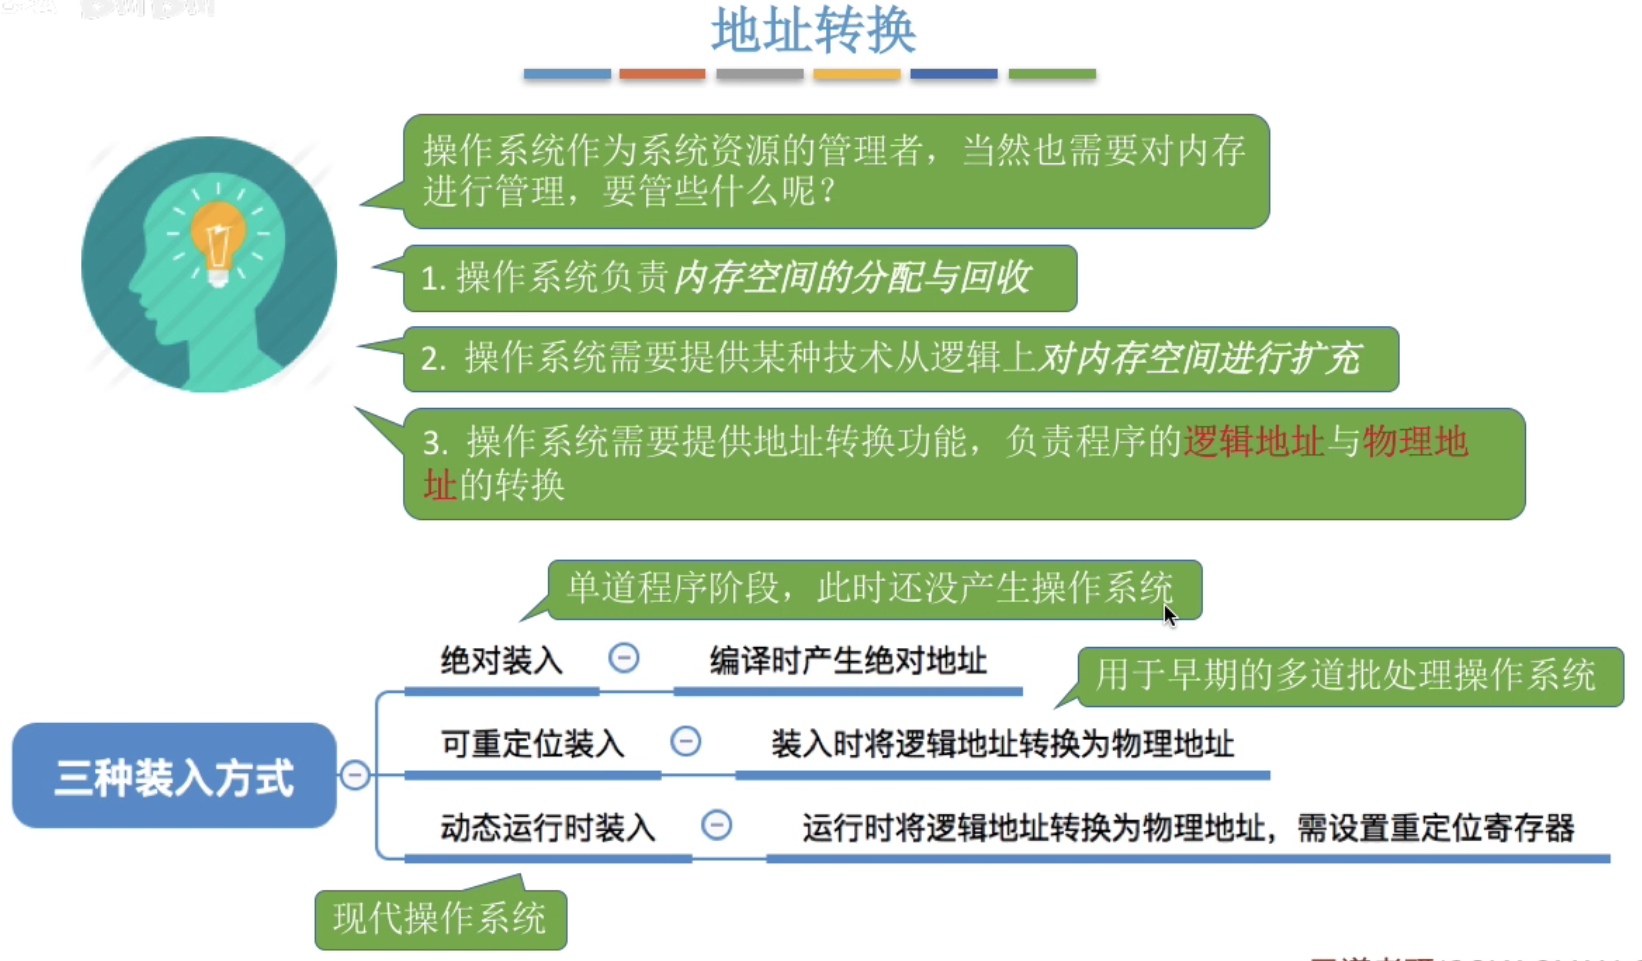 地址转换
操作系统作为系统资源的管理者，当然也需要对内存
进行管理，要管些什么呢？
1. 操作系统负责内存空间的分配与回收
2. 操作系统需要提供某种技术从逻辑上对内存空间进行扩充
3. 操作系统需要提供地址转换功能，负责程序的逻辑地址与物理地
址的转换
单道程序阶段，此时还没产生操作系统
绝对装入 编译时产生绝对地址
用于早期的多道批处理操作系统
可重定位装入 装入时将逻辑地址转换为物理地址
三种装入方式
动态运行时装入 运行时将逻辑地址转换为物理地址，需设置重定位寄存器
现代操作系统